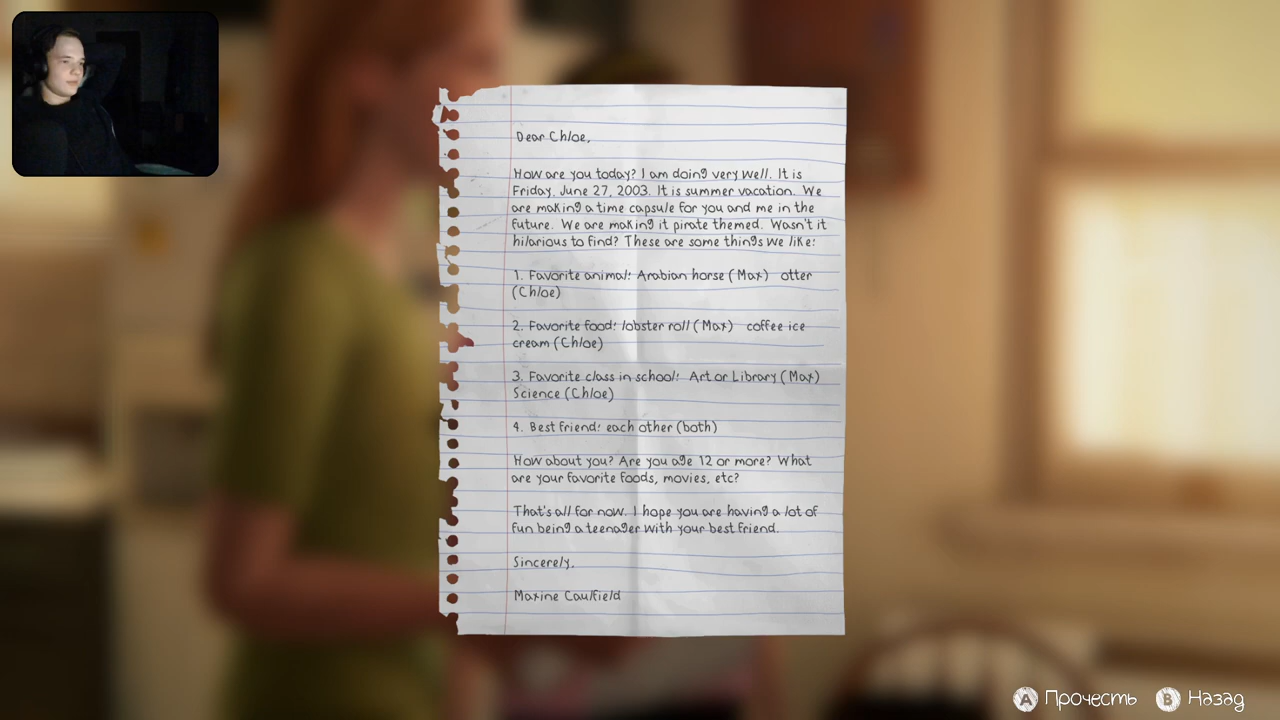 Dear Chloe,
How are you today? I am doing very well. It is
Friday, June 27, 2003. It is summer vacation. We
are making a time capsule for you and me in the
future. We are making it pirate themed. Wasn't it
hilarious to find? These are some things we like:
1. Favorite animal: Arabian horse (Max) otter
(Chloe)
2. Favorite food: lobster roll (Max) coffee ice
cream (Chloe)
3. Favorite class in school: Art or Library (Max)
Science (Chloe)
4. Best friend: each other (both)
How about you? Are you age 12 or more? What
are your favorite foods, movies, etc?
That's all for now. I hope you are having a lot of
fun being a teenager with your best friend.
Sincerely,
Maxine Caulfield
A Прочесть B Назад